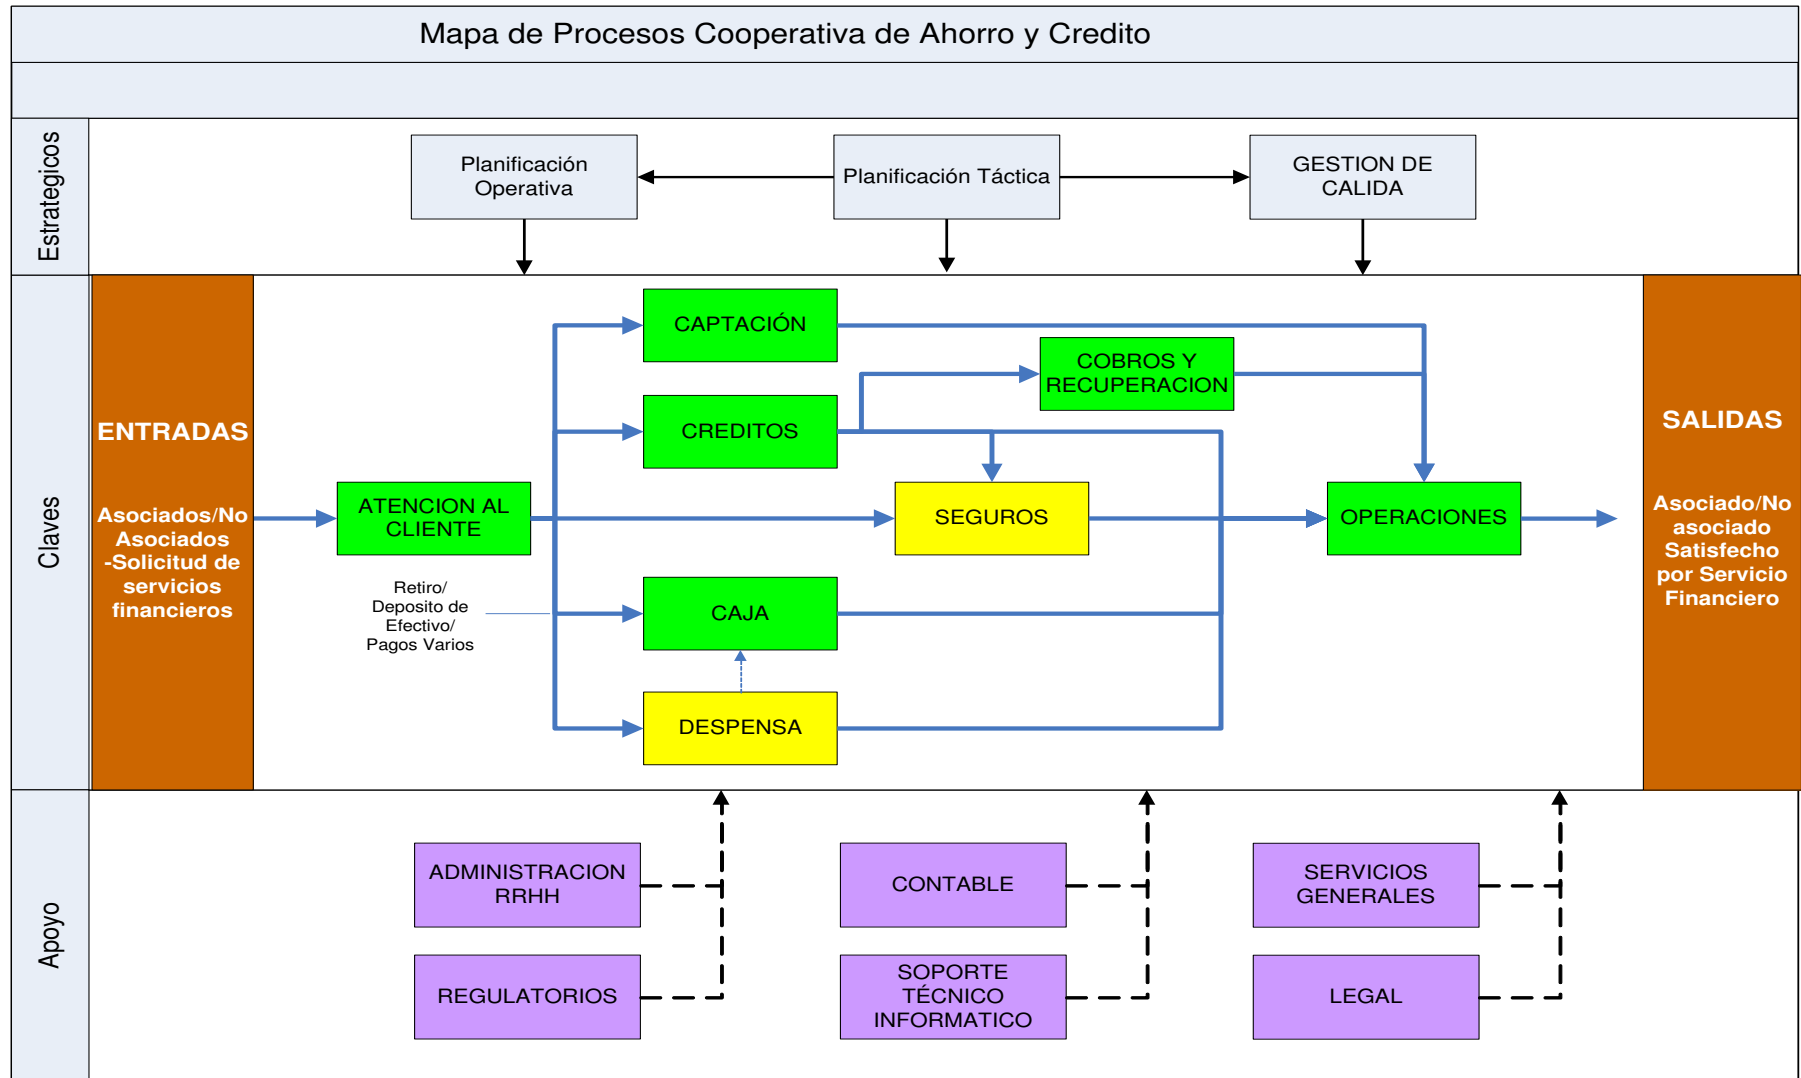 Mapa de Procesos Cooperativa de Ahorro y Credito
Estrategicos
Planificación
Operativa
Planificación Táctica
GESTION DE
CALIDA
Claves
ENTRADAS
Asociados/No
Asociados
-Solicitud de
servicios
financieros
ATENCION AL
CLIENTE
Retiro/
Deposito de
Efectivo/
Pagos Varios
CAPTACIÓN
CREDITOS
COBROS Y
RECUPERACION
SEGUROS
CAJA
DESPENSA
OPERACIONES
SALIDAS
Asociado/No
asociado
Satisfecho
por Servicio
Financiero
Apoyo
ADMINISTRACION
RRHH
CONTABLE
SERVICIOS
GENERALES
REGULATORIOS
SOPORTE
TÉCNICO
INFORMATICO
LEGAL